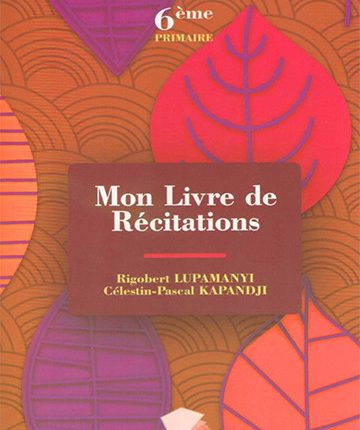 6ème
PRIMAIRE
Mon Livre de
Récitations
Rigobert LUPAMANYI
Célestin-Pascal KAPANDJI